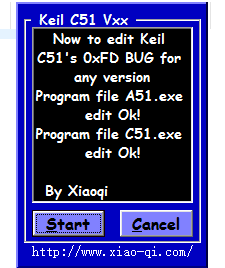 Keil C51 Vxx
Now to edit Keil
C51's 0xFD BUG for
any version
Program file A51.exe
edit Ok!
Program file C51.exe
edit Ok!
By Xiaoqi
Start Cancel
http://www.xiao-qi.com/